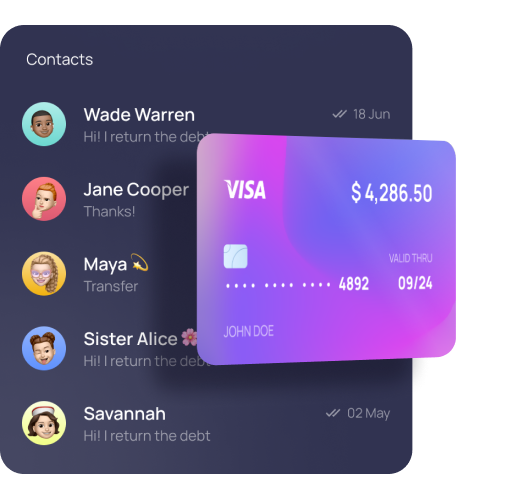 Contacts
Wade Warren
18 Jun
Hi! I return the debt
Jane Cooper
Thanks!
Maya 💫
Transfer
Sister Alice 🌸
Hi! I return the debt
Savannah
02 May
Hi! I return the debt
VISA
$ 4,286.50
VALID THRU
•••• •••• •••• 4892
09/24
JOHN DOE